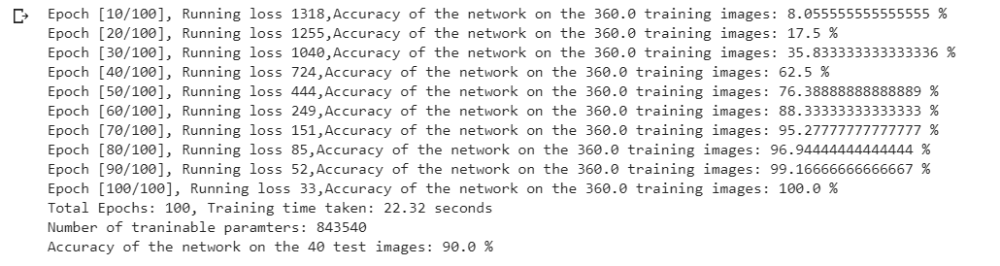 Epoch [10/100], Running loss 1318,Accuracy of the network on the 360.0 training images: 8.055555555555555 %
Epoch [20/100], Running loss 1255,Accuracy of the network on the 360.0 training images: 17.5 %
Epoch [30/100], Running loss 1040,Accuracy of the network on the 360.0 training images: 35.833333333333336 %
Epoch [40/100], Running loss 724,Accuracy of the network on the 360.0 training images: 62.5 %
Epoch [50/100], Running loss 444,Accuracy of the network on the 360.0 training images: 76.38888888888889 %
Epoch [60/100], Running loss 249,Accuracy of the network on the 360.0 training images: 88.33333333333333 %
Epoch [70/100], Running loss 151,Accuracy of the network on the 360.0 training images: 95.27777777777777 %
Epoch [80/100], Running loss 85,Accuracy of the network on the 360.0 training images: 96.94444444444444 %
Epoch [90/100], Running loss 52,Accuracy of the network on the 360.0 training images: 99.16666666666667 %
Epoch [100/100], Running loss 33,Accuracy of the network on the 360.0 training images: 100.0 %
Total Epochs: 100, Training time taken: 22.32 seconds
Number of traninable paramters: 843540
Accuracy of the network on the 40 test images: 90.0 %